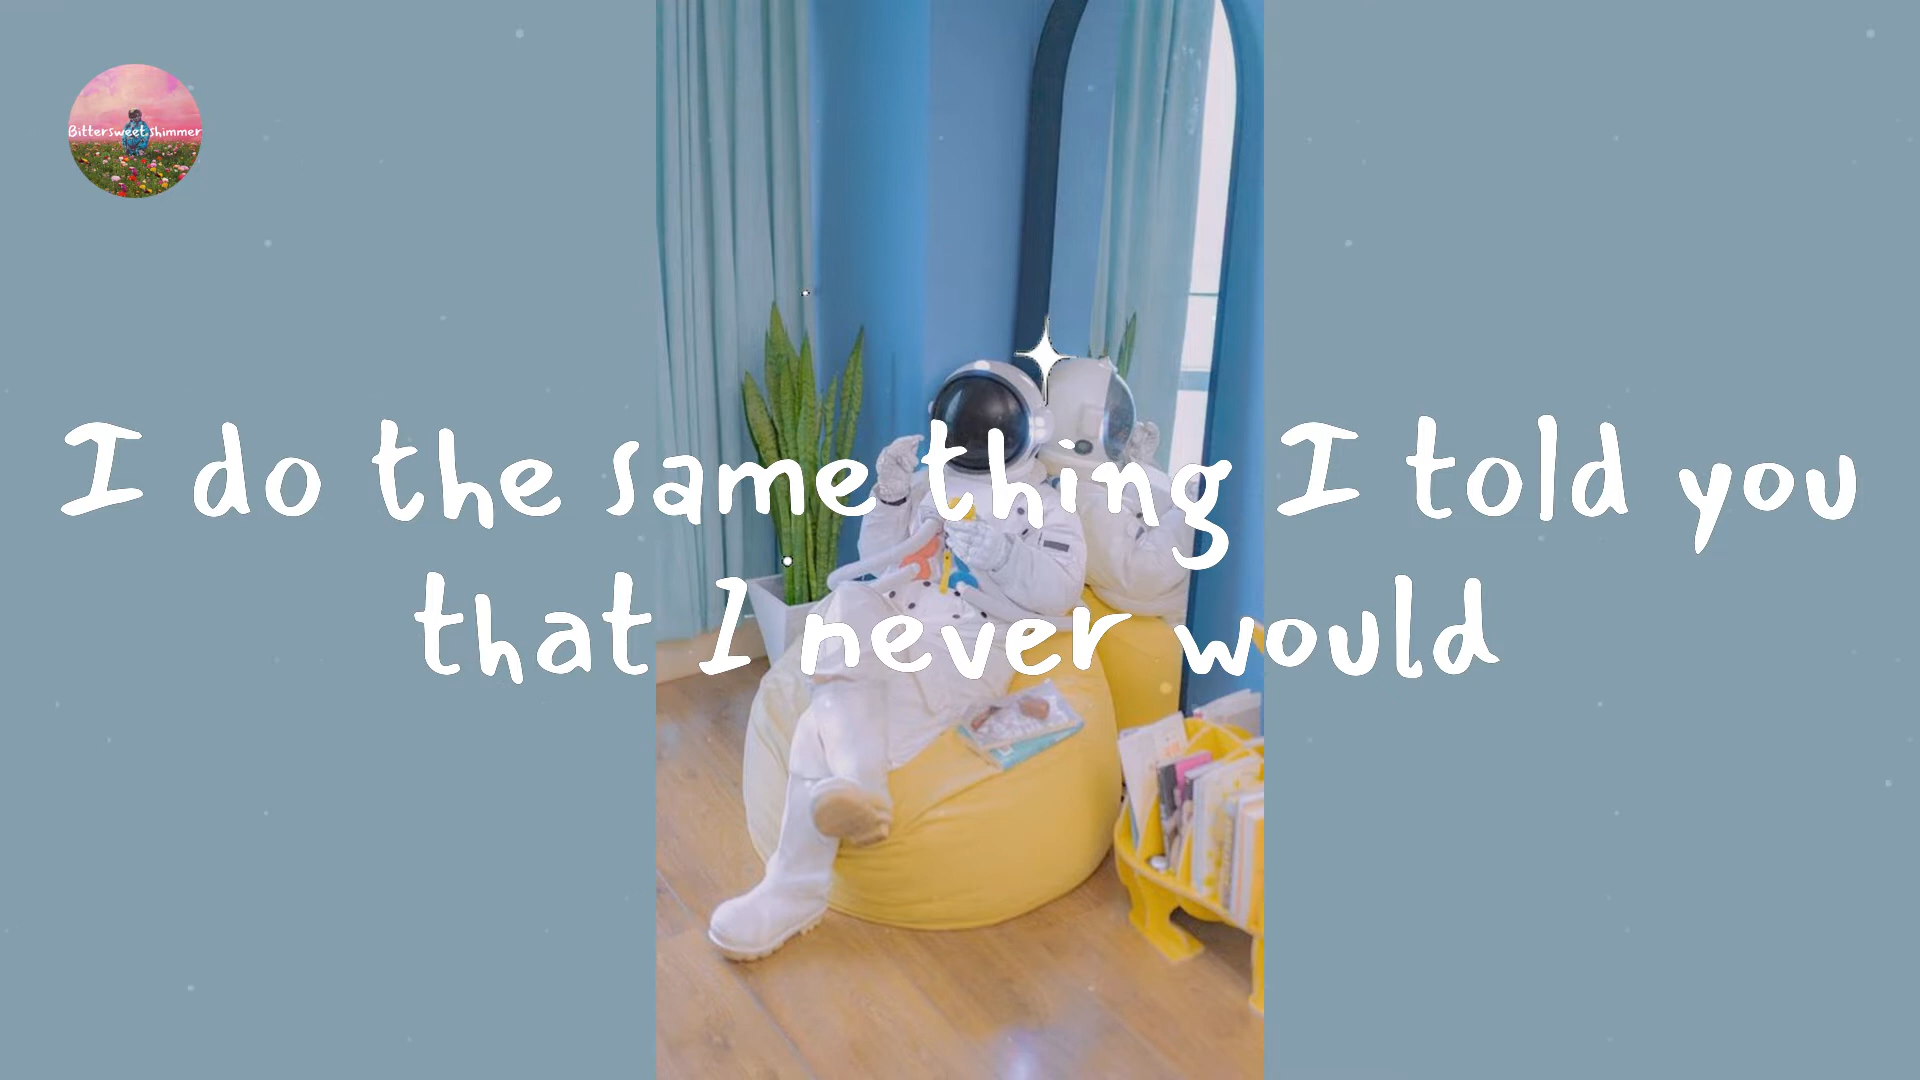 Bittersweet shimmer
I do the same thing I told you
that I never would